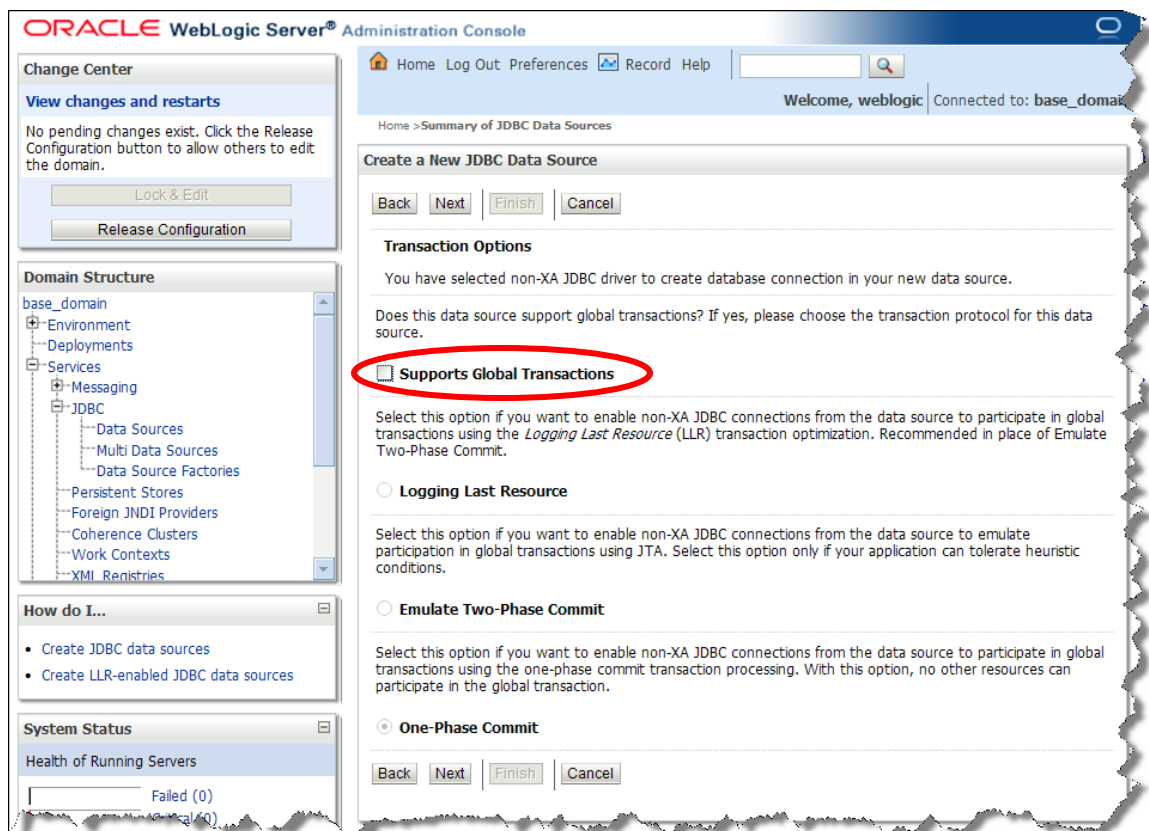 ORACLE WebLogic Server® Administration Console
Change Center
View changes and restarts
No pending changes exist. Click the Release
Configuration button to allow others to edit
the domain.
Lock & Edit
Release Configuration
Domain Structure
base_domain
Environment
Deployments
Services
Messaging
JDBC
Data Sources
Multi Data Sources
Data Source Factories
Persistent Stores
Foreign JNDI Providers
Coherence Clusters
Work Contexts
XML Registries
How do I...
• Create JDBC data sources
• Create LLR-enabled JDBC data sources
System Status
Health of Running Servers
Failed (0)
Critical (0)
Home Log Out Preferences Record Help
Welcome, weblogic Connected to: base_domai
Home >Summary of JDBC Data Sources
Create a New JDBC Data Source
Back Next Finish Cancel
Transaction Options
You have selected non-XA JDBC driver to create database connection in your new data source.
Does this data source support global transactions? If yes, please choose the transaction protocol for this data
source.
Supports Global Transactions
Select this option if you want to enable non-XA JDBC connections from the data source to participate in global
transactions using the Logging Last Resource (LLR) transaction optimization. Recommended in place of Emulate
Two-Phase Commit.
Logging Last Resource
Select this option if you want to enable non-XA JDBC connections from the data source to emulate
participation in global transactions using JTA. Select this option only if your application can tolerate heuristic
conditions.
Emulate Two-Phase Commit
Select this option if you want to enable non-XA JDBC connections from the data source to participate in global
transactions using the one-phase commit transaction processing. With this option, no other resources can
participate in the global transaction.
One-Phase Commit
Back Next Finish Cancel